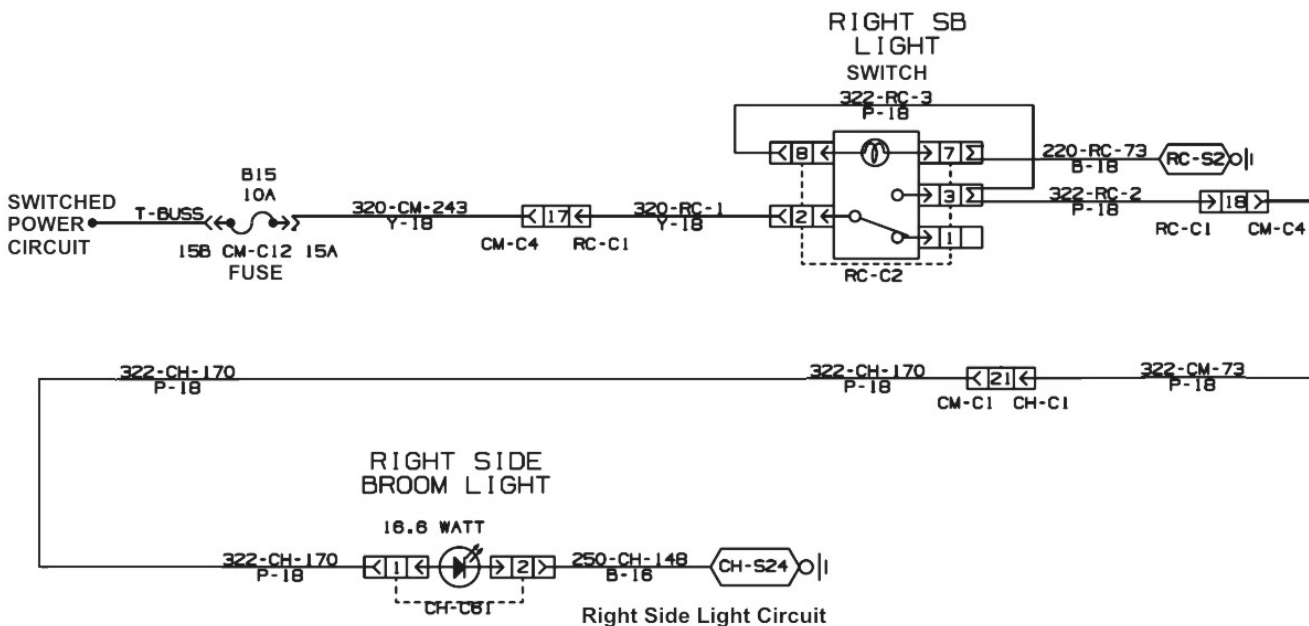 RIGHT SB
LIGHT
SWITCH
322-RC-3
P-18
8
7
220-RC-73
B-18
RC-S2
B15
10A
SWITCHED
POWER
CIRCUIT
T-BUSS
15B CM-C12 15A
FUSE
320-CM-243
Y-18
17
CM-C4 RC-C1
320-RC-1
Y-18
2
3
1
RC-C2
322-RC-2
P-18
18
RC-C1 CM-C4
322-CH-170
P-18
322-CH-170
P-18
21
CM-C1 CH-C1
322-CM-73
P-18
RIGHT SIDE
BROOM LIGHT
16.6 WATT
322-CH-170
P-18
1
2
CH-C61
250-CH-148
B-16
CH-S24
Right Side Light Circuit